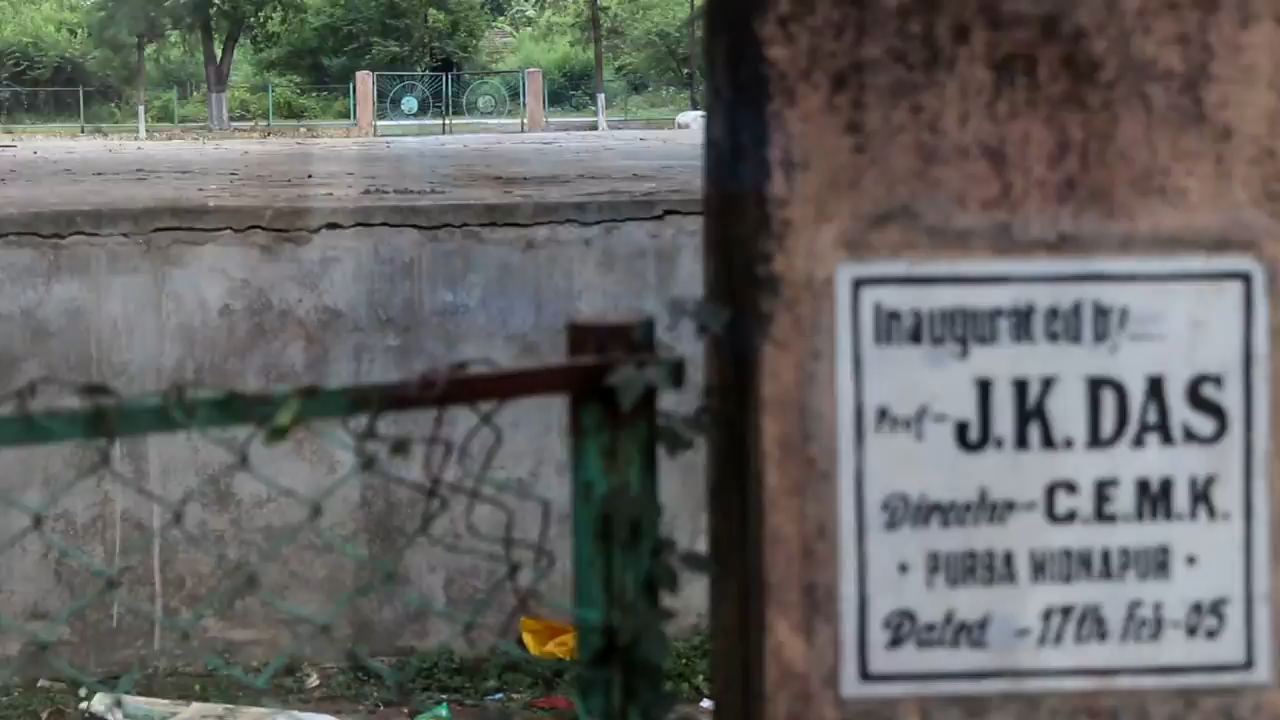 Inaugurated by
Prof- J.K. DAS
Director- C.E.M.K.
• PURBA MIDNAPUR •
Dated - 17th Feb-05